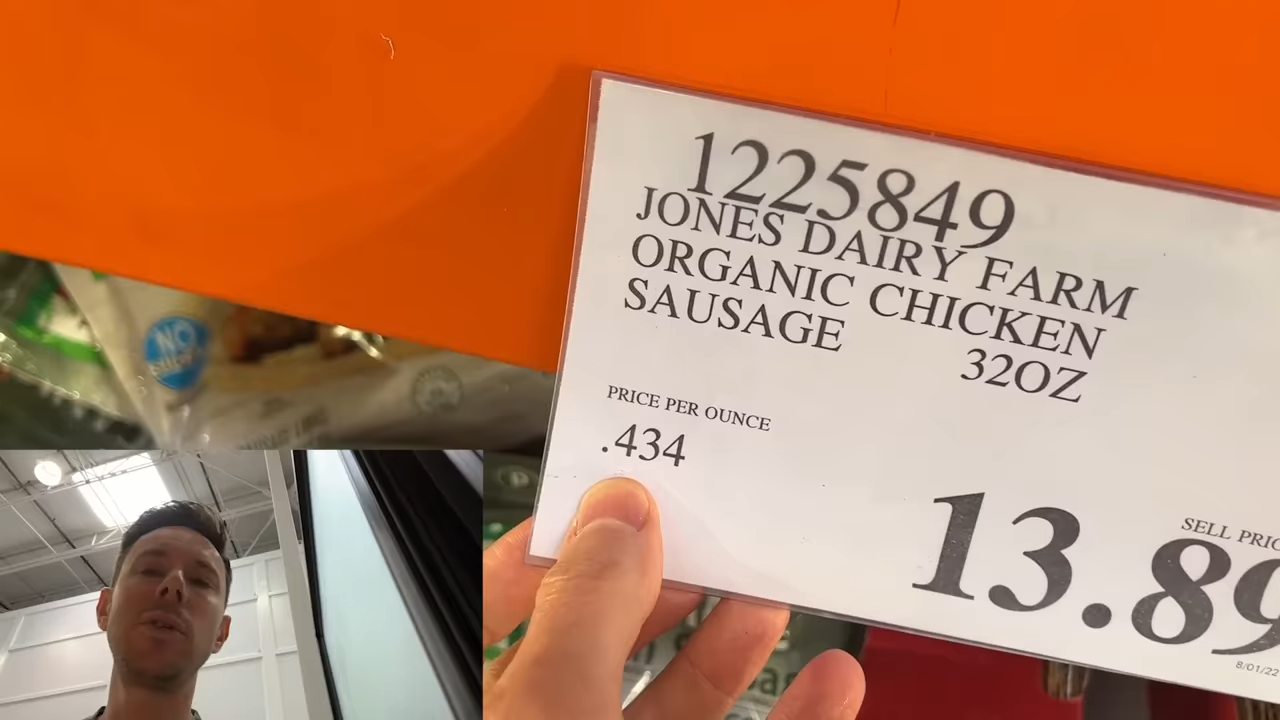 1225849
JONES DAIRY FARM
ORGANIC CHICKEN
SAUSAGE 32OZ
PRICE PER OUNCE
.434
SELL PRIC
13.89
8/01/22
NO